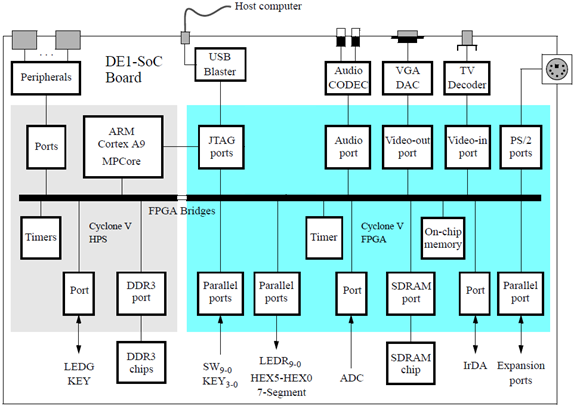 Host computer
DE1-SoC
Board
Peripherals
USB
Blaster
Audio
CODEC
VGA
DAC
TV
Decoder
Ports
ARM
Cortex A9
MPCore
JTAG
ports
Audio
port
Video-out
port
Video-in
port
PS/2
ports
FPGA Bridges
Timers
Cyclone V
HPS
Timer
Cyclone V
FPGA
On-chip
memory
Port
DDR3
port
Parallel
ports
Parallel
ports
Port
SDRAM
port
Port
Parallel
port
LEDG
KEY
DDR3
chips
SW9-0
KEY3-0
LEDR9-0
HEX5-HEX0
7-Segment
ADC
SDRAM
chip
IrDA
Expansion
ports